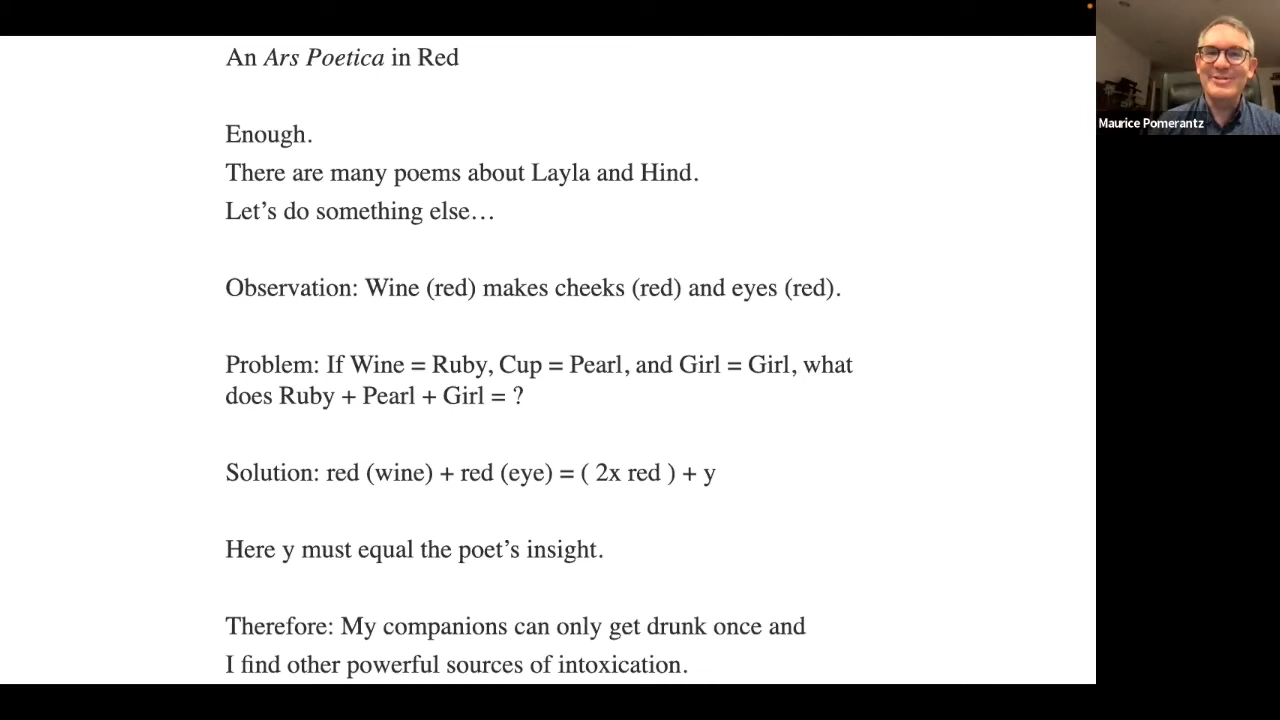 An Ars Poetica in Red
Enough.
There are many poems about Layla and Hind.
Let’s do something else…
Observation: Wine (red) makes cheeks (red) and eyes (red).
Problem: If Wine = Ruby, Cup = Pearl, and Girl = Girl, what
does Ruby + Pearl + Girl = ?
Solution: red (wine) + red (eye) = ( 2x red ) + y
Here y must equal the poet’s insight.
Therefore: My companions can only get drunk once and
I find other powerful sources of intoxication.
Maurice Pomerantz